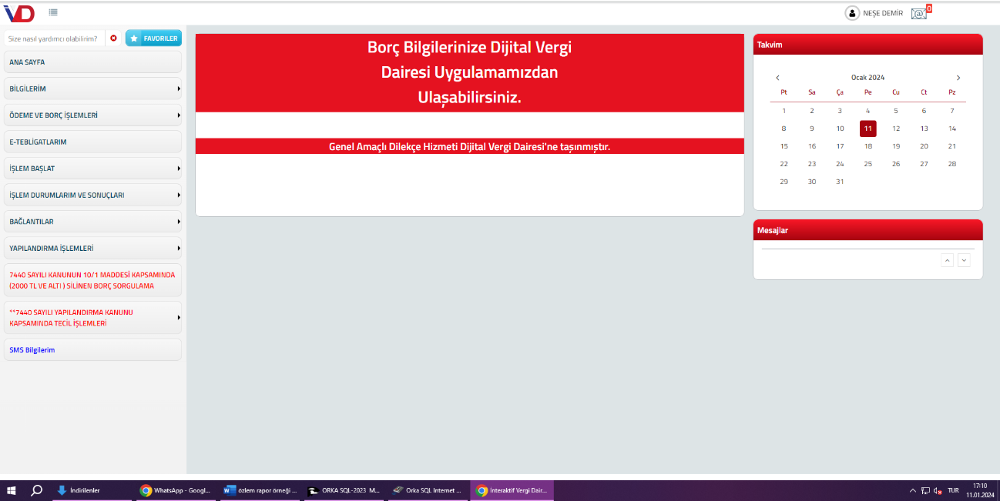 VD
NEŞE DEMİR
0
Size nasıl yardımcı olabilirim?
FAVORİLER
ANA SAYFA
BİLGİLERİM
ÖDEME VE BORÇ İŞLEMLERİ
E-TEBLİGATLARIM
İŞLEM BAŞLAT
İŞLEM DURUMLARIM VE SONUÇLARI
BAĞLANTILAR
YAPILANDIRMA İŞLEMLERİ
7440 SAYILI KANUNUN 10/1 MADDESİ KAPSAMINDA
(2000 TL VE ALTI ) SİLİNEN BORÇ SORGULAMA
**7440 SAYILI YAPILANDIRMA KANUNU
KAPSAMINDA TECİL İŞLEMLERİ
SMS Bilgilerim
Borç Bilgilerinize Dijital Vergi
Dairesi Uygulamamızdan
Ulaşabilirsiniz.
Genel Amaçlı Dilekçe Hizmeti Dijital Vergi Dairesi'ne taşınmıştır.
Takvim
Ocak 2024
Pt Sa Ça Pe Cu Ct Pz
1 2 3 4 5 6 7
8 9 10 11 12 13 14
15 16 17 18 19 20 21
22 23 24 25 26 27 28
29 30 31
Mesajlar
İndirilenler
WhatsApp - Googl...
özlem rapor örneği ...
ORKA SQL-2023 M...
Orka SQL Internet ...
İnteraktif Vergi Dair...
TUR
17:10
11.01.2024